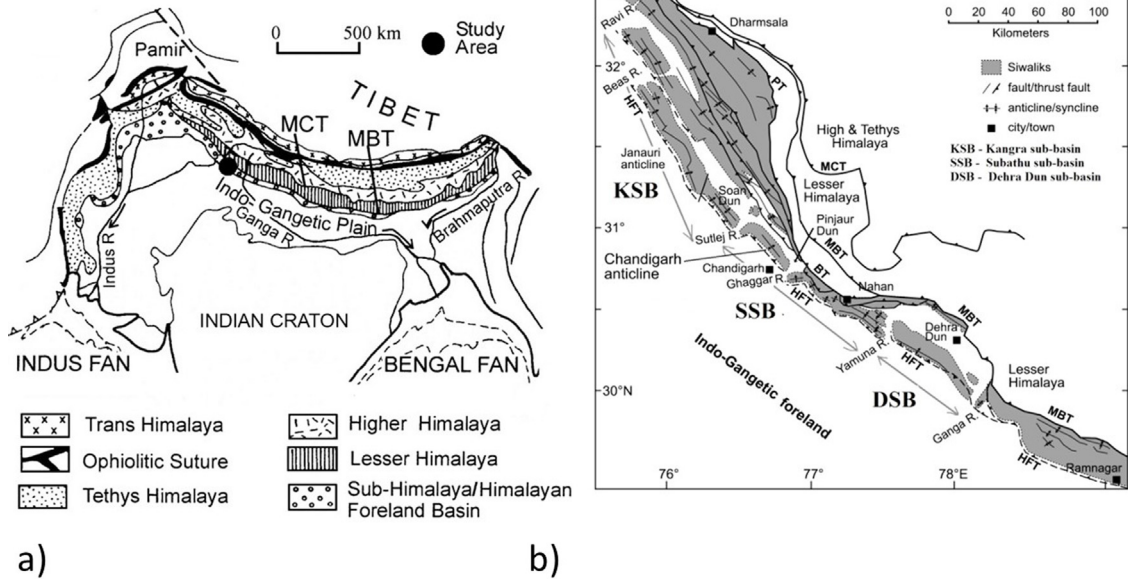 0 500 km
Study
Area
Pamir
TIBET
MCT
MBT
Indo-Gangetic Plain
Ganga R.
Brahmaputra R.
Indus R.
INDIAN CRATON
INDUS FAN
BENGAL FAN
Trans Himalaya
Ophiolitic Suture
Tethys Himalaya
Higher Himalaya
Lesser Himalaya
Sub-Himalaya/Himalayan
Foreland Basin
a)
0 20 40 60 80 100
Kilometers
Siwaliks
fault/thrust fault
anticline/syncline
city/town
KSB - Kangra sub-basin
SSB - Subathu sub-basin
DSB - Dehra Dun sub-basin
Ravi R.
Dharmsala
32°
Beas R.
HFT
PT
High & Tethys
Himalaya
MCT
Janauri
anticline
Lesser
Himalaya
KSB
Soan
Dun
Pinjaur
Dun
31°
Sutlej R.
MBT
Chandigarh
anticline
Chandigarh
BT
Ghaggar R.
Nahan
HFT
SSB
MBT
Dehra
Dun
Yamuna R.
HFT
Lesser
Himalaya
Indo-Gangetic foreland
30°N
DSB
MBT
Ganga R.
HFT
Ramnagar
76° 77° 78°E
b)